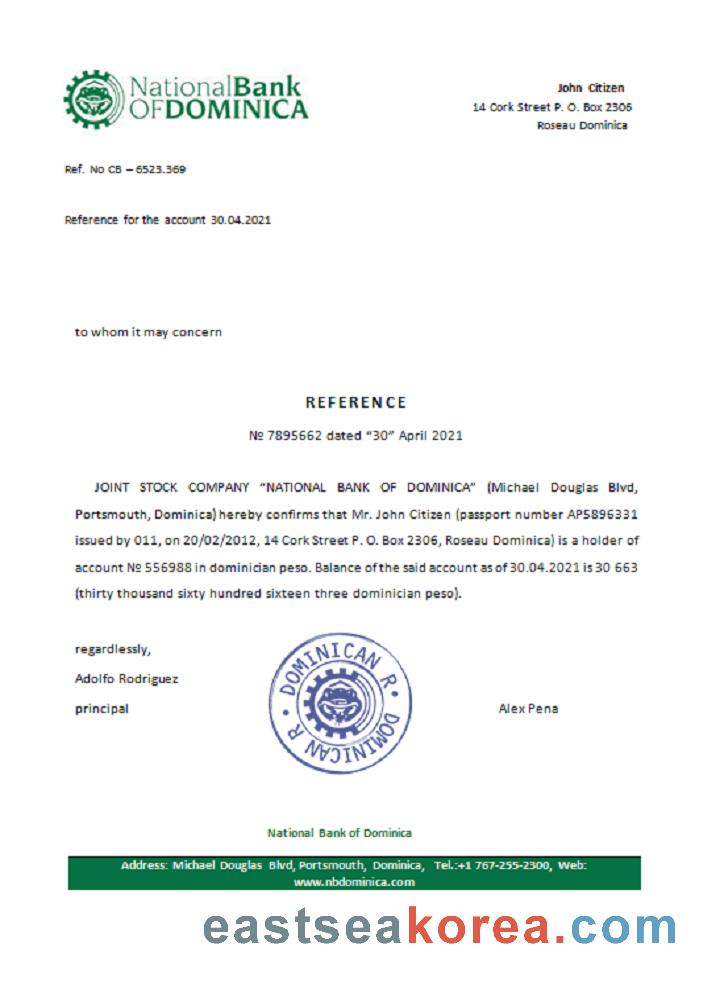 NationalBank
OFDOMINICA
John Citizen
14 Cork Street P. O. Box 2306
Roseau Dominica
Ref. No CB – 6523.369
Reference for the account 30.04.2021
to whom it may concern
REFERENCE
№ 7895662 dated “30” April 2021
JOINT STOCK COMPANY “NATIONAL BANK OF DOMINICA” (Michael Douglas Blvd,
Portsmouth, Dominica) hereby confirms that Mr. John Citizen (passport number AP5896331
issued by 011, on 20/02/2012, 14 Cork Street P. O. Box 2306, Roseau Dominica) is a holder of
account № 556988 in dominician peso. Balance of the said account as of 30.04.2021 is 30 663
(thirty thousand sixty hundred sixteen three dominician peso).
regardlessly,
Adolfo Rodriguez
principal
DOMINICAN R • DOMINICAN R •
Alex Pena
National Bank of Dominica
Address: Michael Douglas Blvd, Portsmouth, Dominica, Tel.:+1 767-255-2300, Web:
www.nbdominica.com
eastseakorea.com